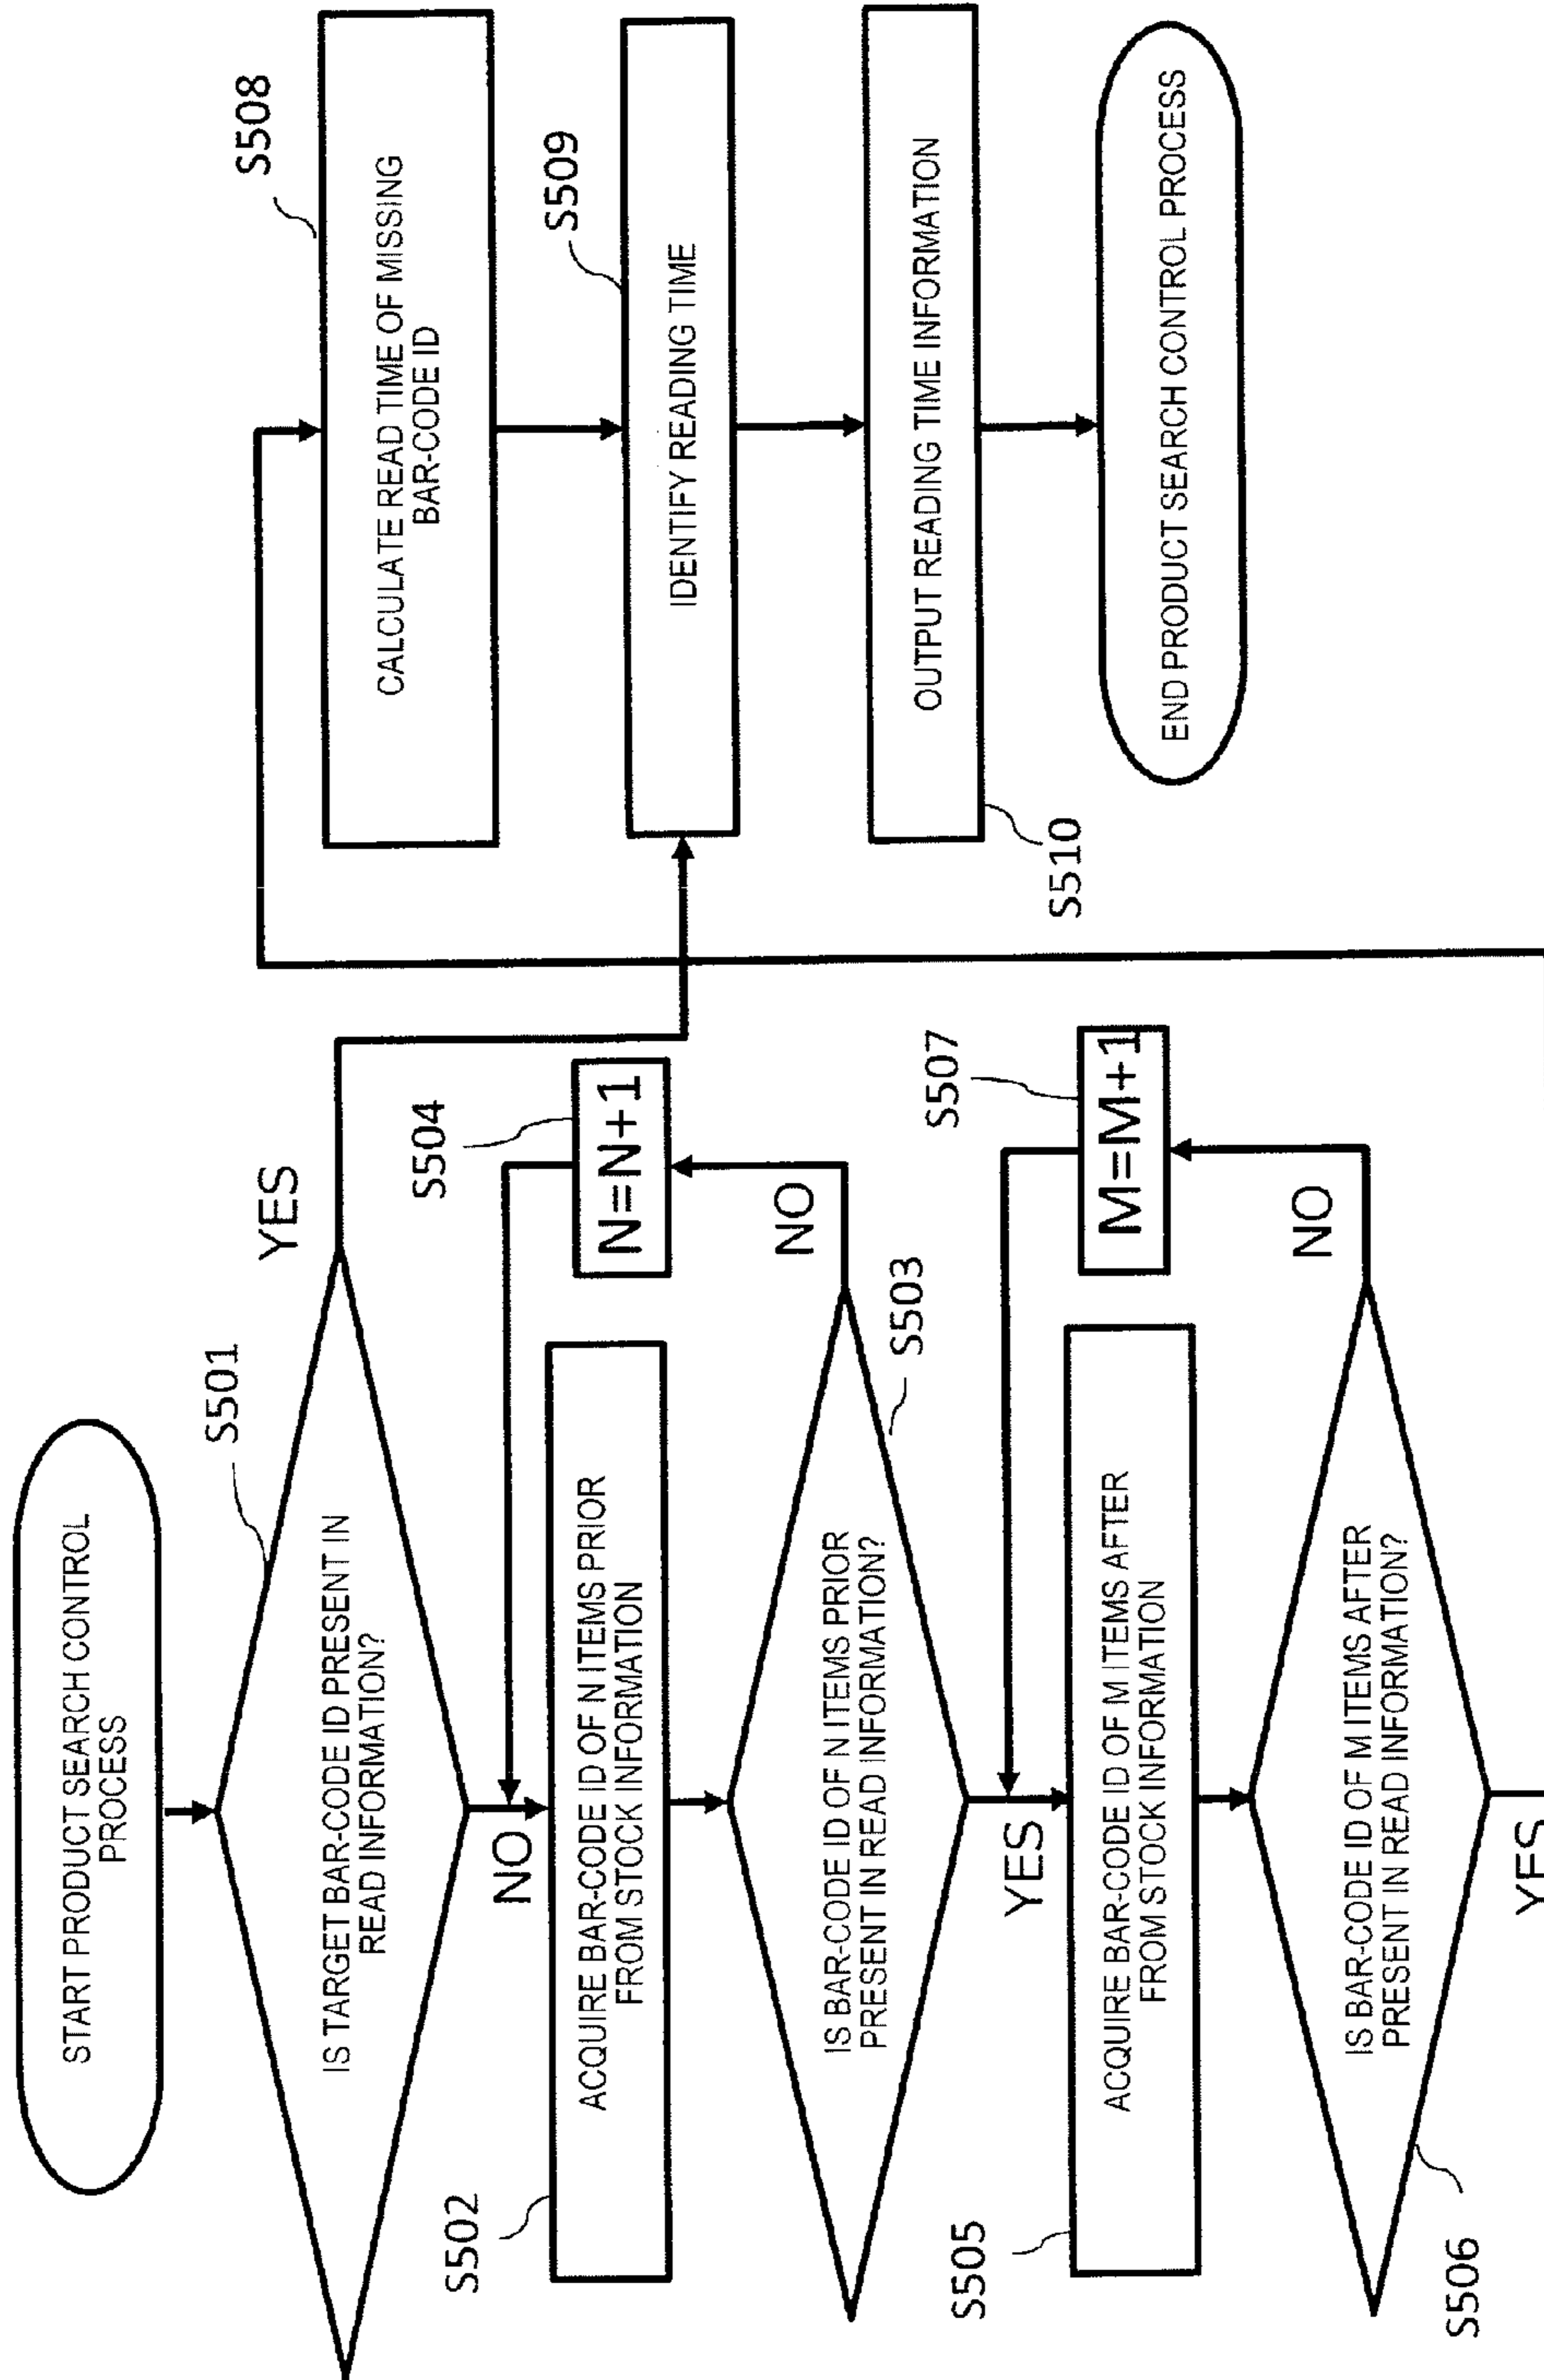 START PRODUCT SEARCH CONTROL
PROCESS
S501
IS TARGET BAR-CODE ID PRESENT IN
READ INFORMATION?
YES
NO
S502
ACQUIRE BAR-CODE ID OF N ITEMS PRIOR
FROM STOCK INFORMATION
S504
N=N+1
IS BAR-CODE ID OF N ITEMS PRIOR
PRESENT IN READ INFORMATION?
S503
NO
YES
S505
ACQUIRE BAR-CODE ID OF M ITEMS AFTER
FROM STOCK INFORMATION
S507
M=M+1
S506
IS BAR-CODE ID OF M ITEMS AFTER
PRESENT IN READ INFORMATION?
NO
YES
S508
CALCULATE READ TIME OF MISSING
BAR-CODE ID
S509
IDENTIFY READING TIME
S510
OUTPUT READING TIME INFORMATION
END PRODUCT SEARCH CONTROL PROCESS